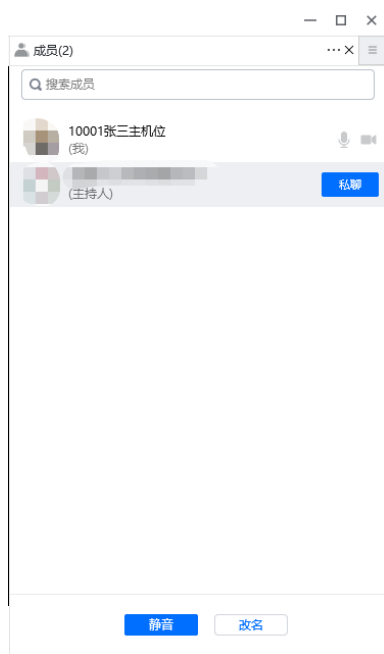 成员(2)
搜索成员
10001张三主机位
(我)
(主持人)
私聊
静音
改名